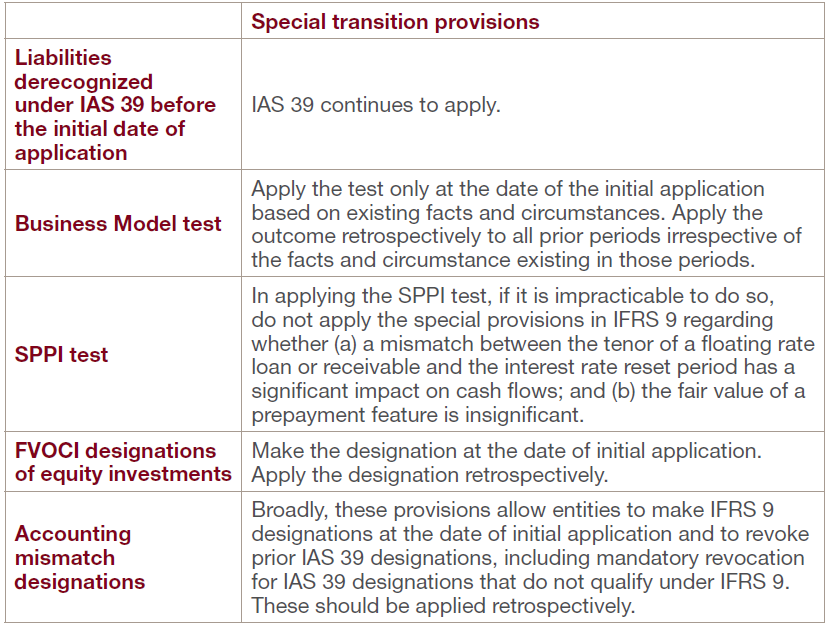 Special transition provisions
Liabilities
derecognized
under IAS 39 before
the initial date of
application
IAS 39 continues to apply.
Business Model test
Apply the test only at the date of the initial application
based on existing facts and circumstances. Apply the
outcome retrospectively to all prior periods irrespective of
the facts and circumstance existing in those periods.
SPPI test
In applying the SPPI test, if it is impracticable to do so,
do not apply the special provisions in IFRS 9 regarding
whether (a) a mismatch between the tenor of a floating rate
loan or receivable and the interest rate reset period has a
significant impact on cash flows; and (b) the fair value of a
prepayment feature is insignificant.
FVOCI designations
of equity investments
Make the designation at the date of initial application.
Apply the designation retrospectively.
Accounting
mismatch
designations
Broadly, these provisions allow entities to make IFRS 9
designations at the date of initial application and to revoke
prior IAS 39 designations, including mandatory revocation
for IAS 39 designations that do not qualify under IFRS 9.
These should be applied retrospectively.